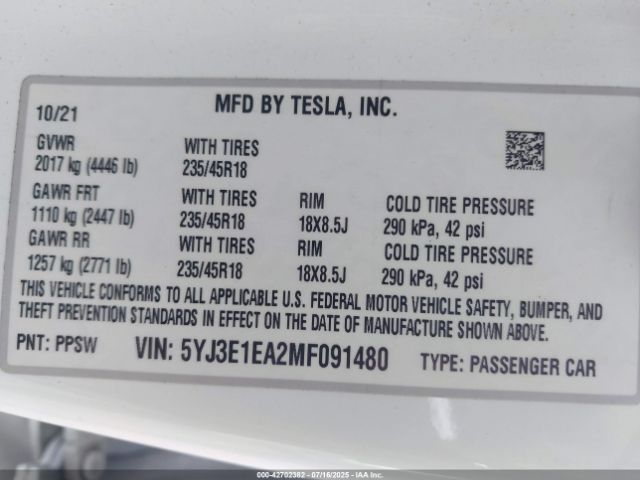 10/21 MFD BY TESLA, INC.
GVWR WITH TIRES
2017 kg (4446 lb) 235/45R18
GAWR FRT WITH TIRES RIM COLD TIRE PRESSURE
1110 kg (2447 lb) 235/45R18 18X8.5J 290 kPa, 42 psi
GAWR RR WITH TIRES RIM COLD TIRE PRESSURE
1257 kg (2771 lb) 235/45R18 18X8.5J 290 kPa, 42 psi
THIS VEHICLE CONFORMS TO ALL APPLICABLE U.S. FEDERAL MOTOR VEHICLE SAFETY, BUMPER, AND
THEFT PREVENTION STANDARDS IN EFFECT ON THE DATE OF MANUFACTURE SHOWN ABOVE.
PNT: PPSW VIN: 5YJ3E1EA2MF091480 TYPE: PASSENGER CAR
000-42702382 - 07/16/2025 - IAA Inc.